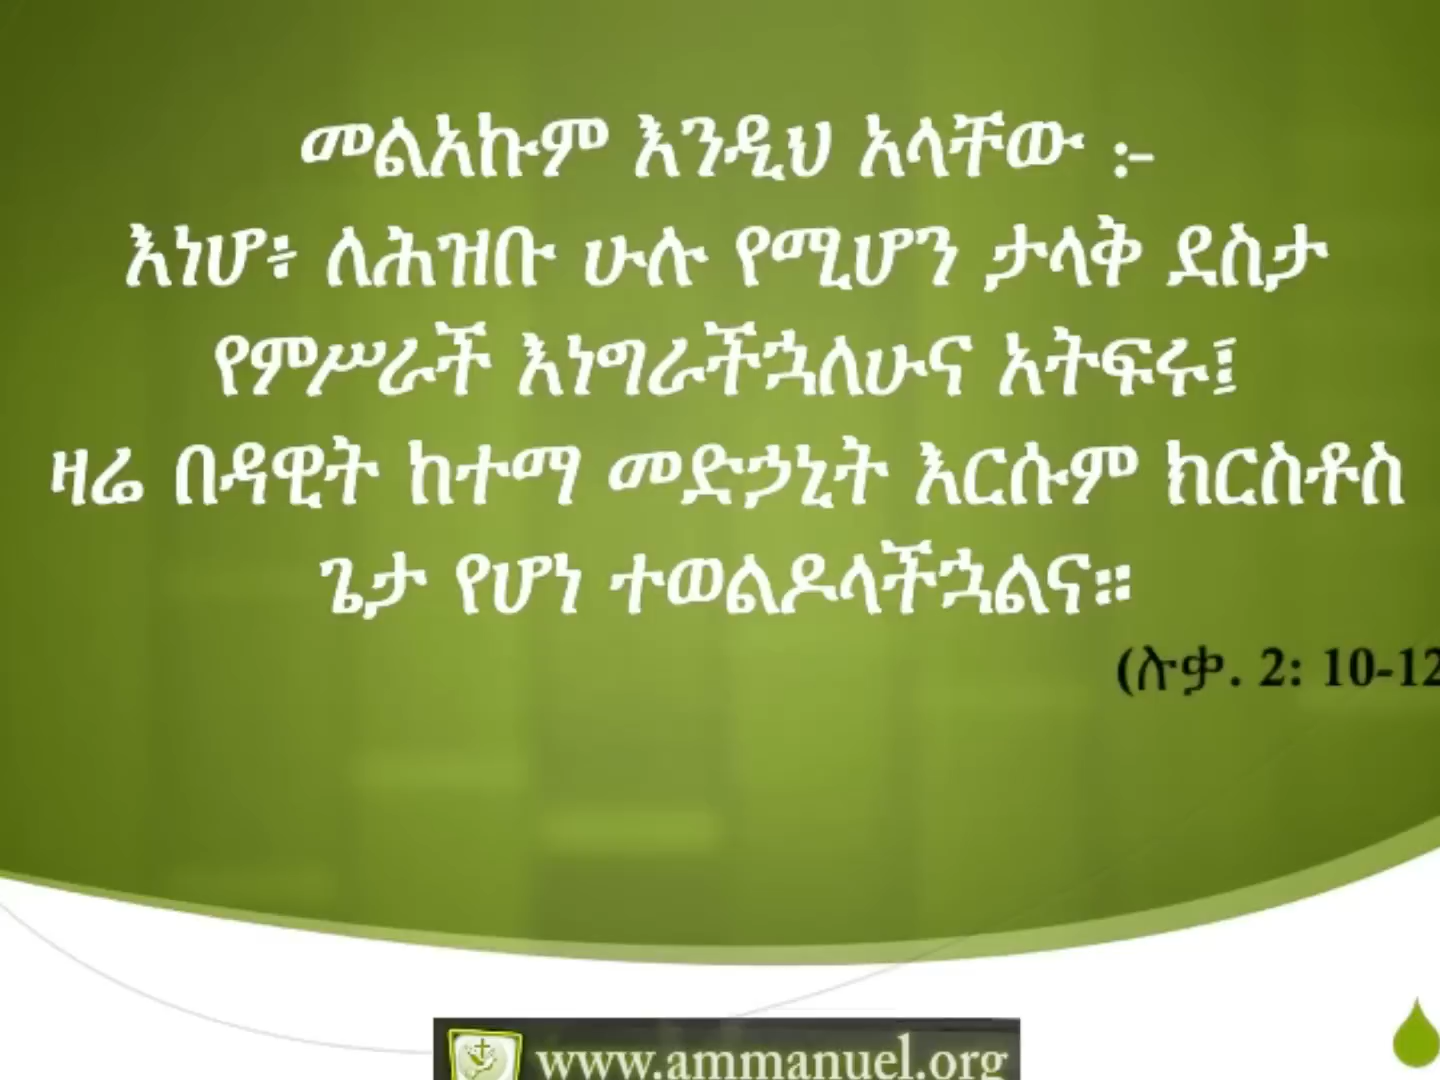 መልአኩም እንዲህ አላቸው ፦
እነሆ፥ ለሕዝቡ ሁሉ የሚሆን ታላቅ ደስታ
የምሥራች እነግራችኋለሁና አትፍሩ፤
ዛሬ በዳዊት ከተማ መድኃኒት እርሱም ክርስቶስ
ጌታ የሆነ ተወልዶላችኋልና።
(ሉቃ. 2: 10-12
www.ammanuel.org